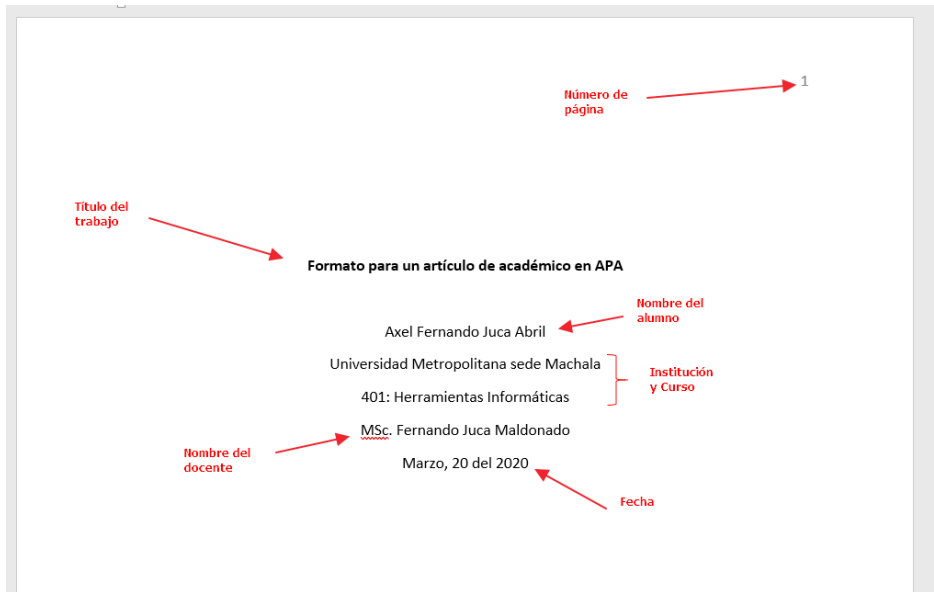 1
Número de
página
Título del
trabajo
Formato para un artículo de académico en APA
Nombre del
alumno
Axel Fernando Juca Abril
Universidad Metropolitana sede Machala
Institución
y Curso
401: Herramientas Informáticas
MSc. Fernando Juca Maldonado
Nombre del
docente
Marzo, 20 del 2020
Fecha